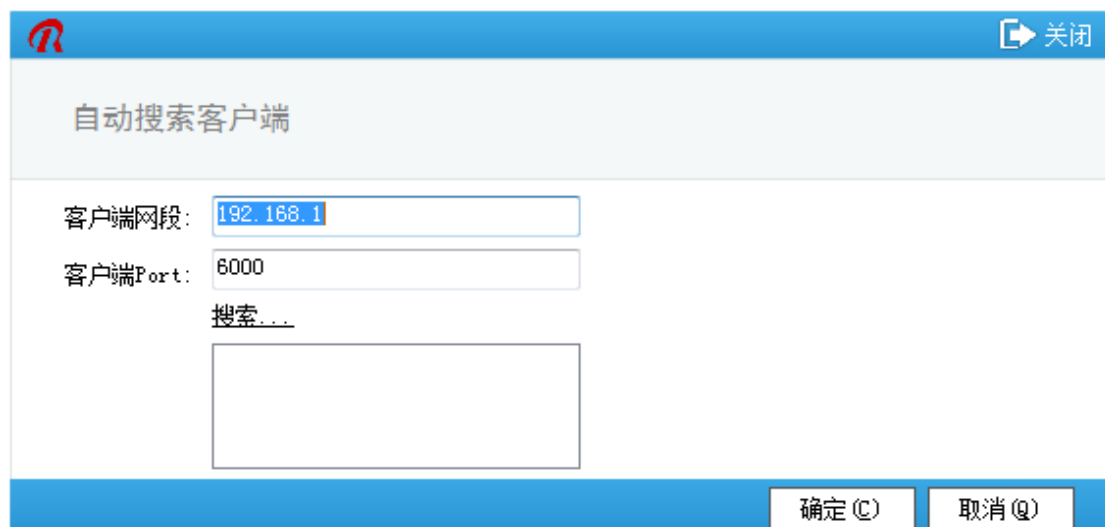 关闭
自动搜索客户端
客户端网段: 192.168.1
客户端Port: 6000
搜索...
确定(C) 取消(Q)